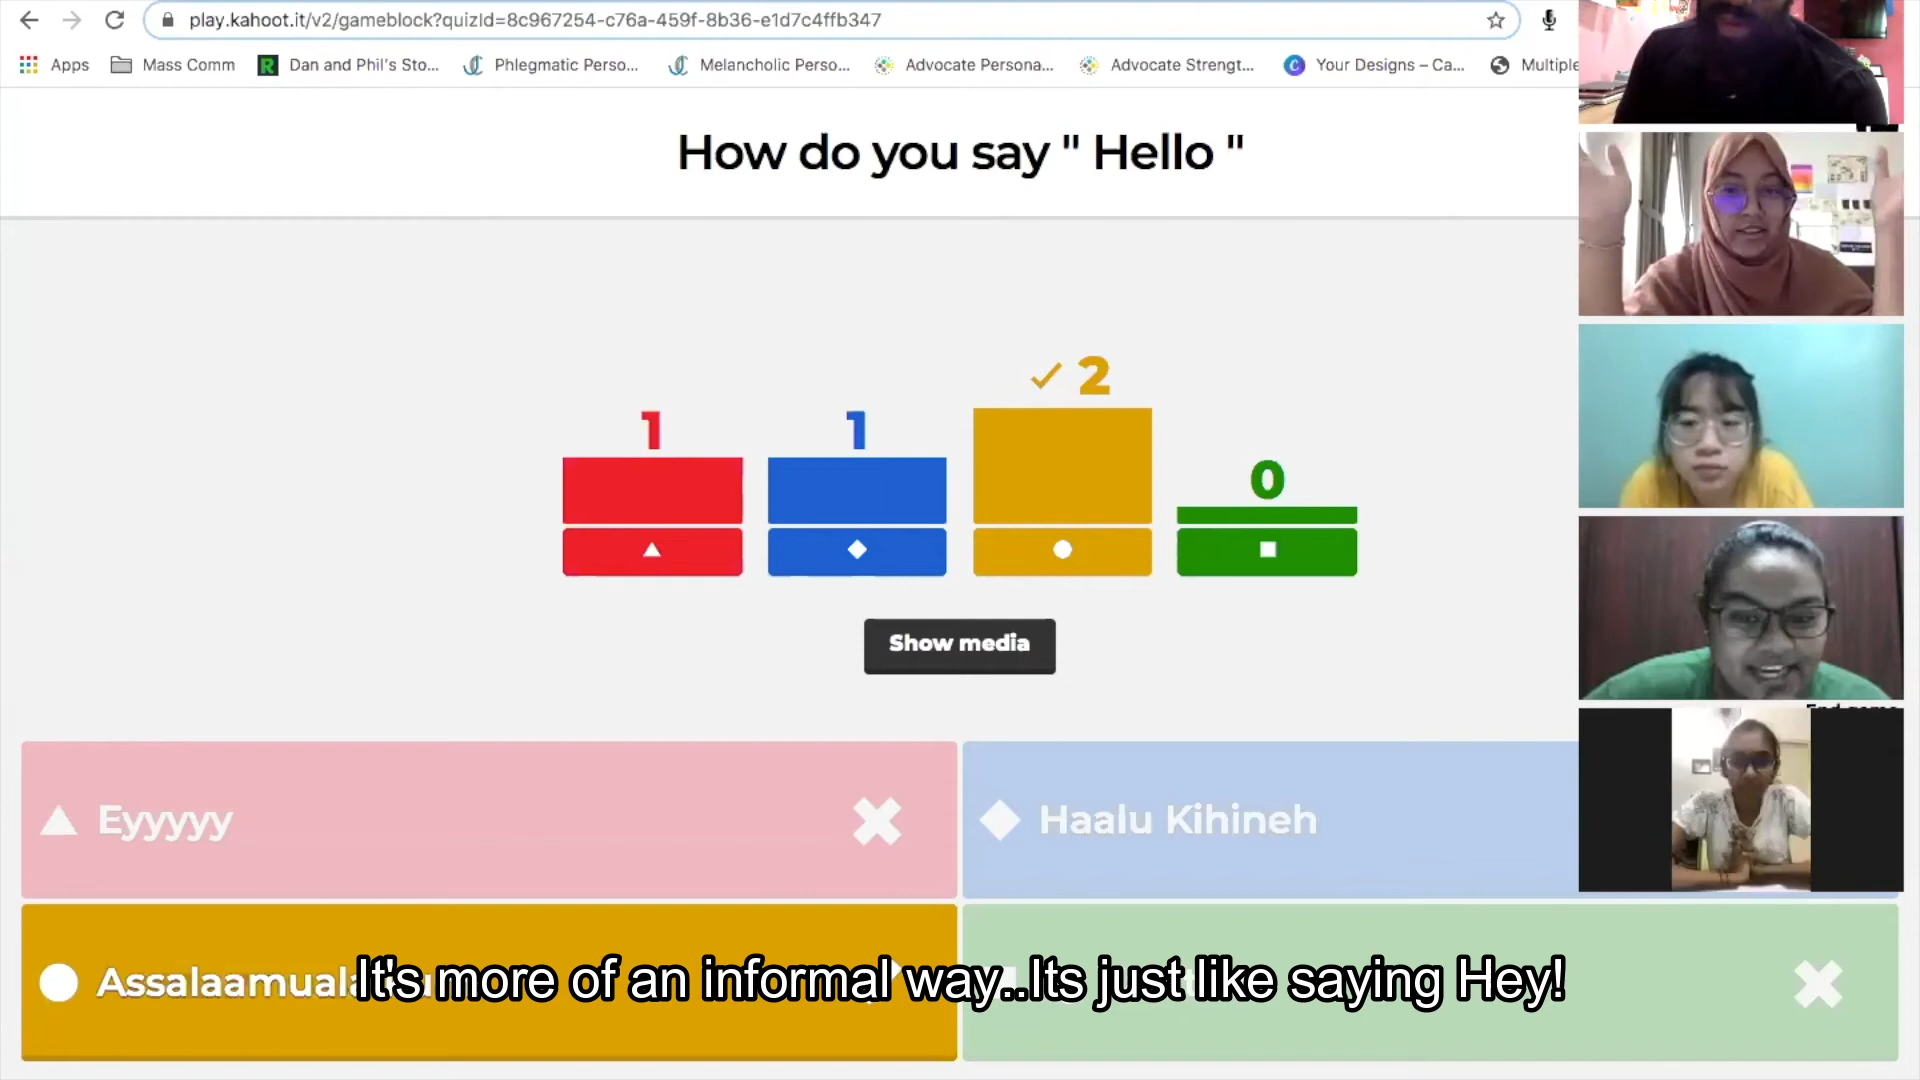 play.kahoot.it/v2/gameblock?quizId=8c967254-c76a-459f-8b36-e1d7c4ffb347
Apps Mass Comm Dan and Phil's Sto... Phlegmatic Perso... Melancholic Perso... Advocate Persona... Advocate Strengt... Your Designs – Ca... Multiple
How do you say " Hello "
1 1 2 0
Show media
Eyyyyy
Haalu Kihineh
It's more of an informal way..Its just like saying Hey!